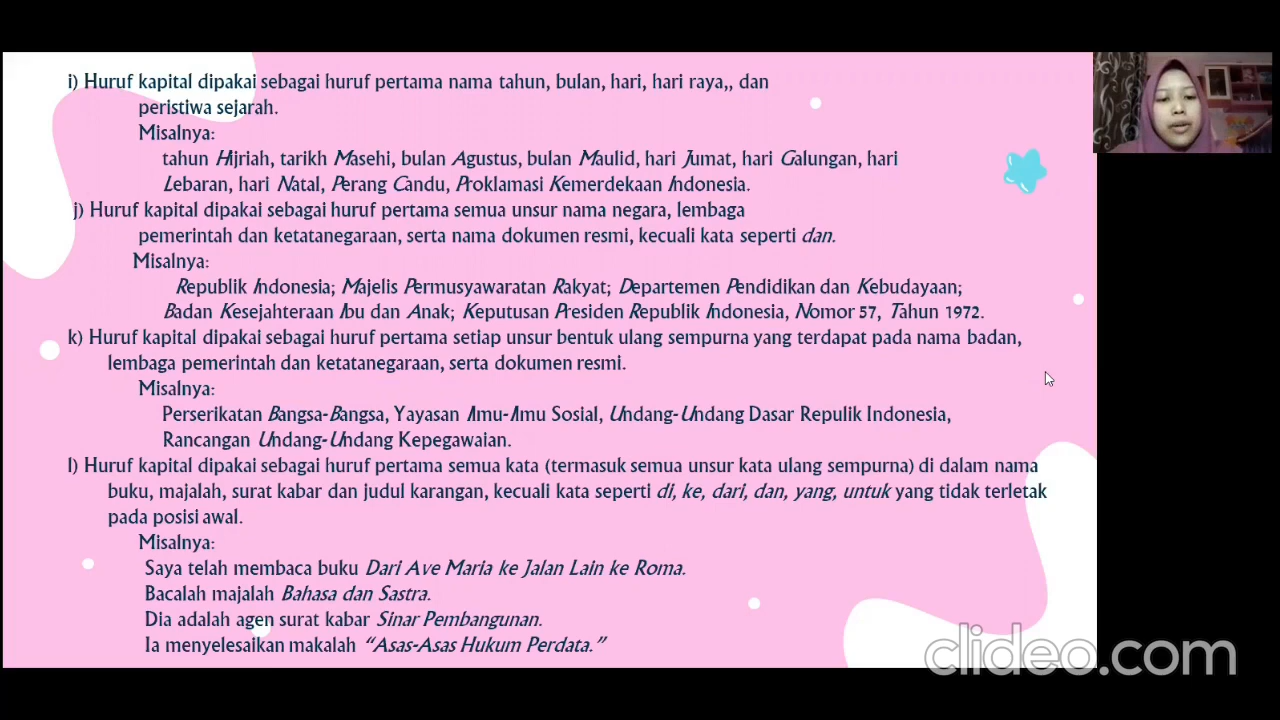 i) Huruf kapital dipakai sebagai huruf pertama nama tahun, bulan, hari, hari raya,, dan
peristiwa sejarah.
Misalnya:
tahun Hijriah, tarikh Masehi, bulan Agustus, bulan Maulid, hari Jumat, hari Galungan, hari
Lebaran, hari Natal, Perang Candu, Proklamasi Kemerdekaan Indonesia.
j) Huruf kapital dipakai sebagai huruf pertama semua unsur nama negara, lembaga
pemerintah dan ketatanegaraan, serta nama dokumen resmi, kecuali kata seperti dan.
Misalnya:
Republik Indonesia; Majelis Permusyawaratan Rakyat; Departemen Pendidikan dan Kebudayaan;
Badan Kesejahteraan Ibu dan Anak; Keputusan Presiden Republik Indonesia, Nomor 57, Tahun 1972.
k) Huruf kapital dipakai sebagai huruf pertama setiap unsur bentuk ulang sempurna yang terdapat pada nama badan,
lembaga pemerintah dan ketatanegaraan, serta dokumen resmi.
Misalnya:
Perserikatan Bangsa-Bangsa, Yayasan Ilmu-Ilmu Sosial, Undang-Undang Dasar Repulik Indonesia,
Rancangan Undang-Undang Kepegawaian.
l) Huruf kapital dipakai sebagai huruf pertama semua kata (termasuk semua unsur kata ulang sempurna) di dalam nama
buku, majalah, surat kabar dan judul karangan, kecuali kata seperti di, ke, dari, dan, yang, untuk yang tidak terletak
pada posisi awal.
Misalnya:
Saya telah membaca buku Dari Ave Maria ke Jalan Lain ke Roma.
Bacalah majalah Bahasa dan Sastra.
Dia adalah agen surat kabar Sinar Pembangunan.
Ia menyelesaikan makalah “Asas-Asas Hukum Perdata.”
clideo.com